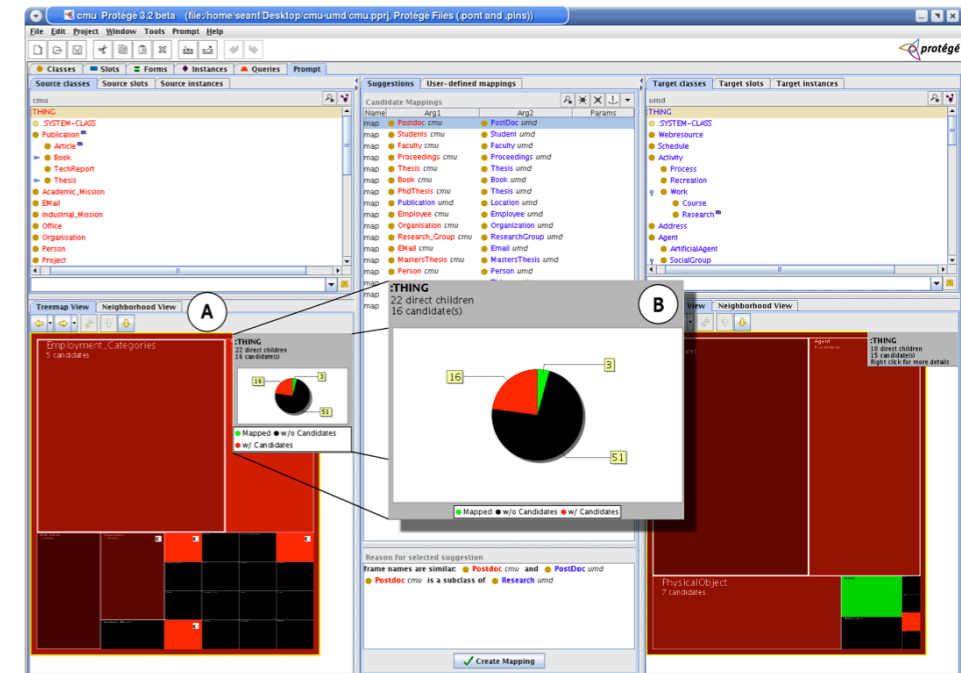 cmu Protégé 3.2 beta (file:/home/seanf/Desktop/cmu-umd/cmu.pprj, Protégé Files (.pont and .pins))
File Edit Project Window Tools Prompt Help
protégé
Classes Slots Forms Instances Queries Prompt
Source classes Source slots Source instances
cmu
:THING
:SYSTEM-CLASS
Publication
Article
Book
TechReport
Thesis
Academic_Mission
EMail
Industrial_Mission
Office
Organisation
Person
Project
Suggestions User-defined mappings
Candidate Mappings
Name Arg1 Arg2 Params
map Postdoc cmu PostDoc umd
map Students cmu Student umd
map Faculty cmu Faculty umd
map Proceedings cmu Proceedings umd
map Thesis cmu Thesis umd
map Book cmu Book umd
map PhdThesis cmu Thesis umd
map Publication umd Location umd
map Employee cmu Employee umd
map Organisation cmu Organization umd
map Research_Group cmu ResearchGroup umd
map EMail cmu Email umd
map MastersThesis cmu MastersThesis umd
map Person cmu Person umd
map
map
map
Target classes Target slots Target instances
umd
:THING
:SYSTEM-CLASS
Webresource
Schedule
Activity
Process
Recreation
Work
Course
Research
Address
Agent
ArtificialAgent
SocialGroup
Treemap View Neighborhood View
A
Employment_Categories
5 candidates
:THING
22 direct children
16 candidate(s)
16
3
51
Mapped w/o Candidates
w/ Candidates
:THING
22 direct children
16 candidate(s)
B
16
3
51
Mapped w/o Candidates w/ Candidates
View Neighborhood View
Agent
:THING
10 direct children
15 candidate(s)
Right click for more details
PhysicalObject
7 candidates
Reason for selected suggestion
frame names are similar: Postdoc cmu and PostDoc umd
Postdoc cmu is a subclass of Research umd
Create Mapping